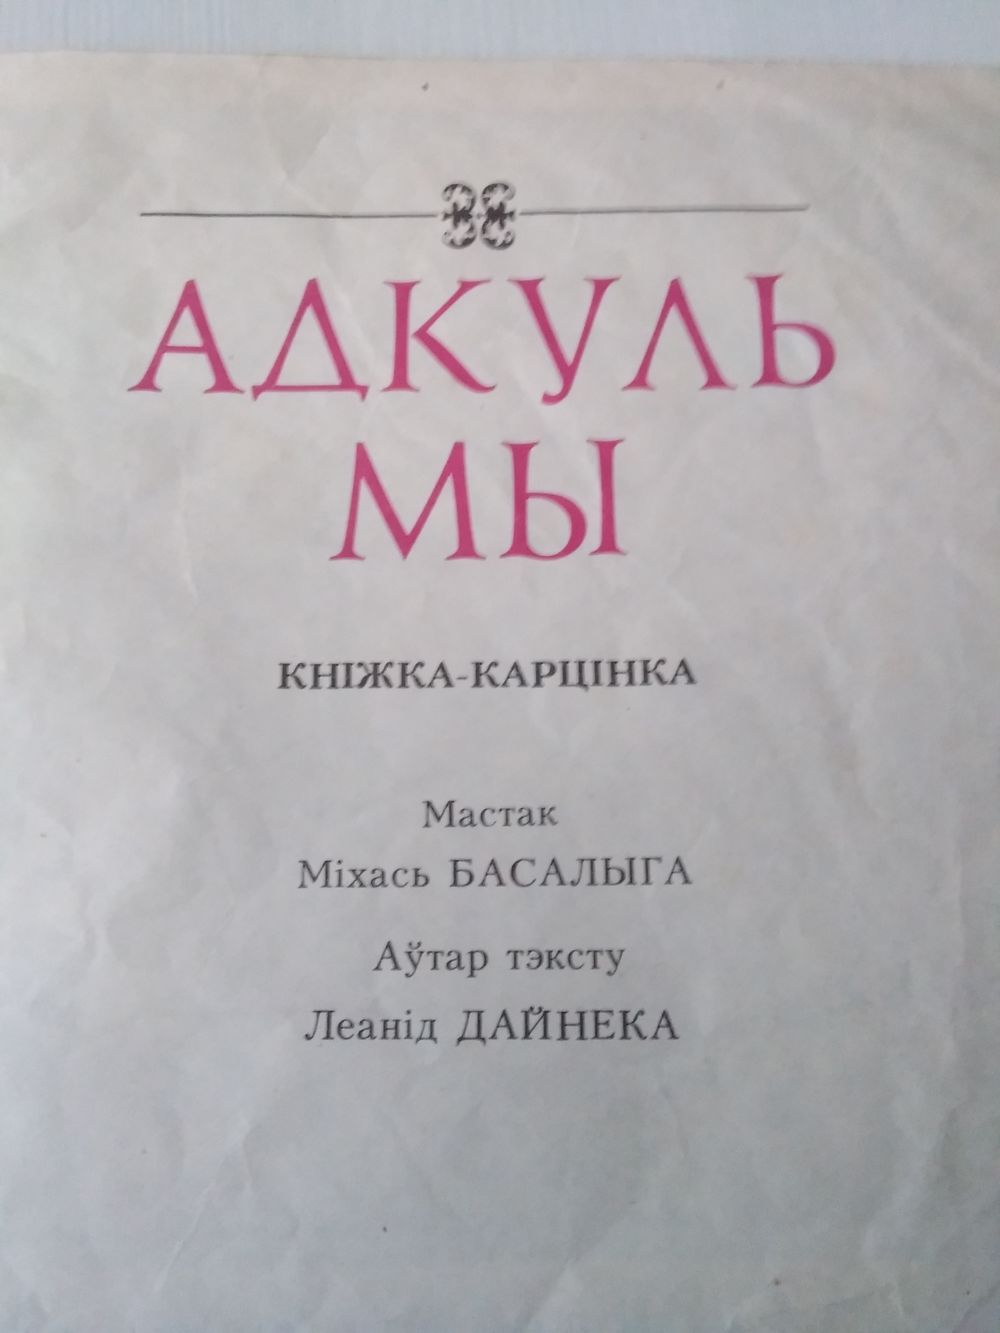 АДКУЛЬ
МЫ
КНІЖКА-КАРЦІНКА
Мастак
Міхась БАСАЛЫГА
Аўтар тэксту
Леанід ДАЙНЕКА